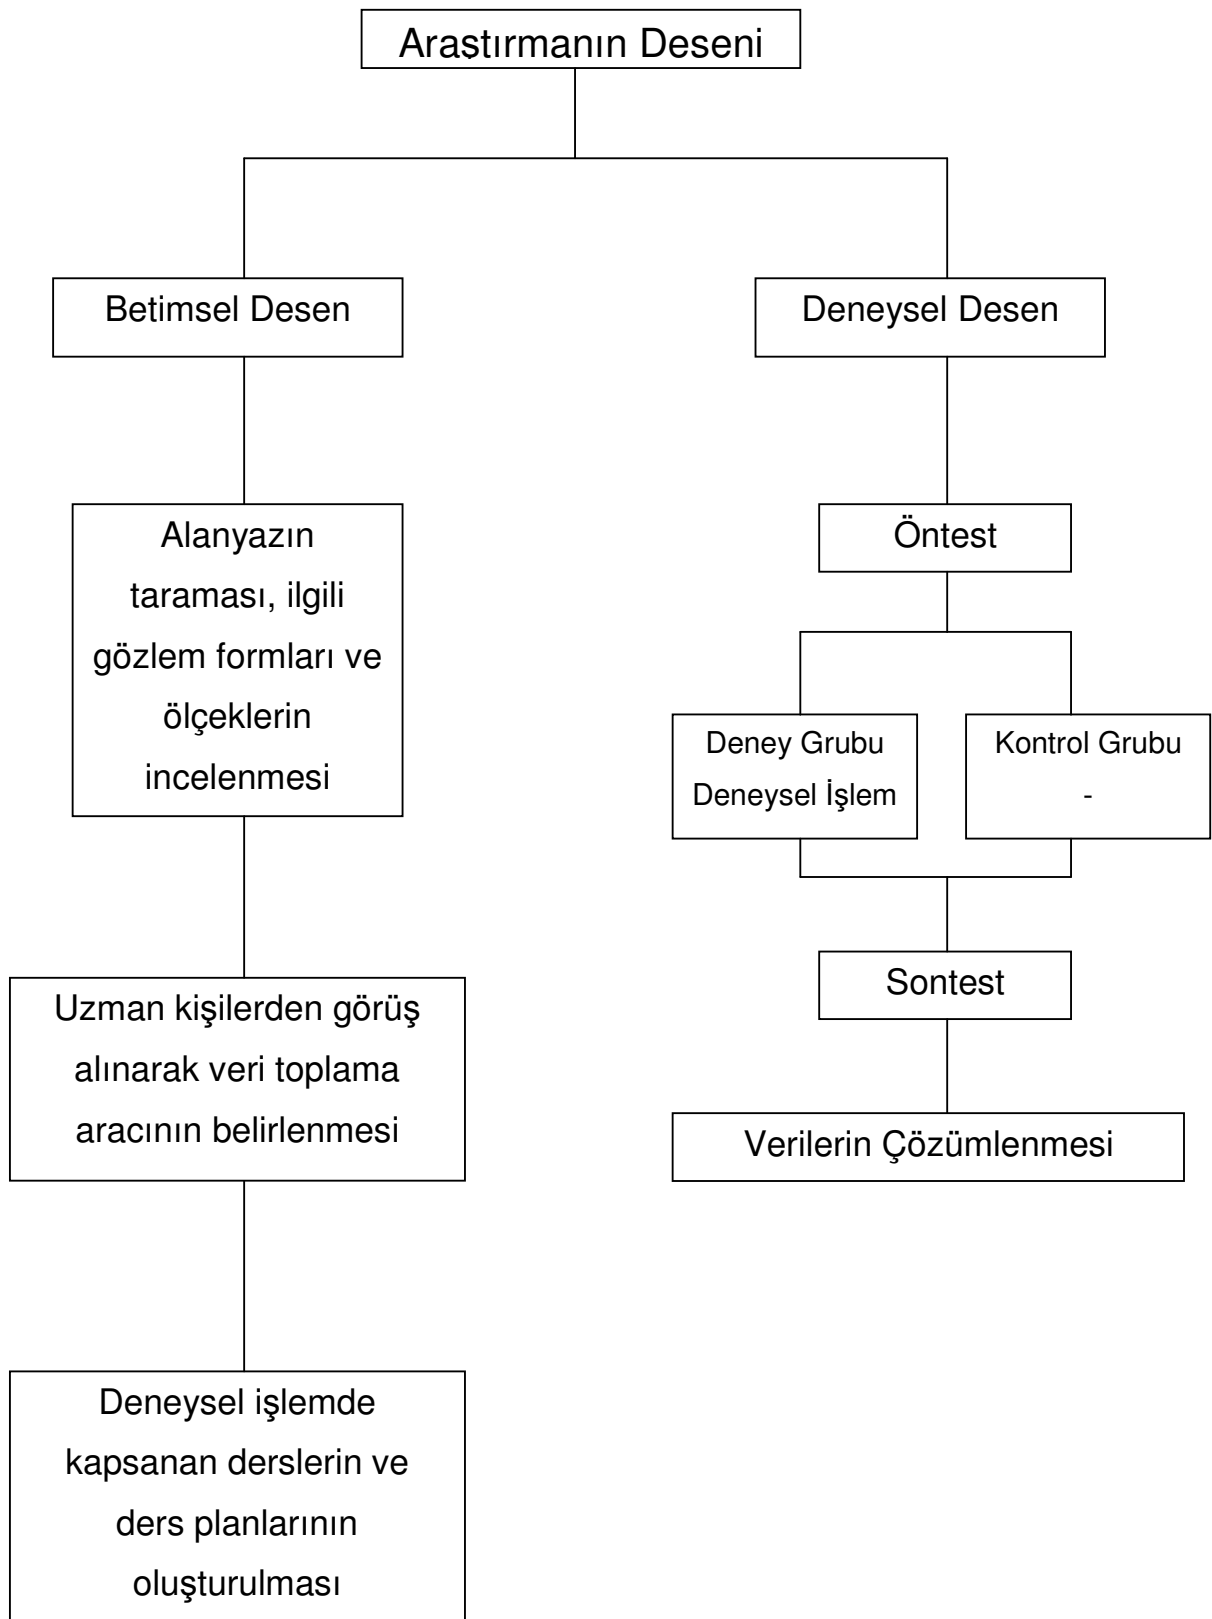 Araştırmanın Deseni
Betimsel Desen
Deneysel Desen
Alanyazın
taraması, ilgili
gözlem formları ve
ölçeklerin
incelenmesi
Öntest
Deney Grubu
Deneysel İşlem
Kontrol Grubu
-
Uzman kişilerden görüş
alınarak veri toplama
aracının belirlenmesi
Sontest
Verilerin Çözümlenmesi
Deneysel işlemde
kapsanan derslerin ve
ders planlarının
oluşturulması